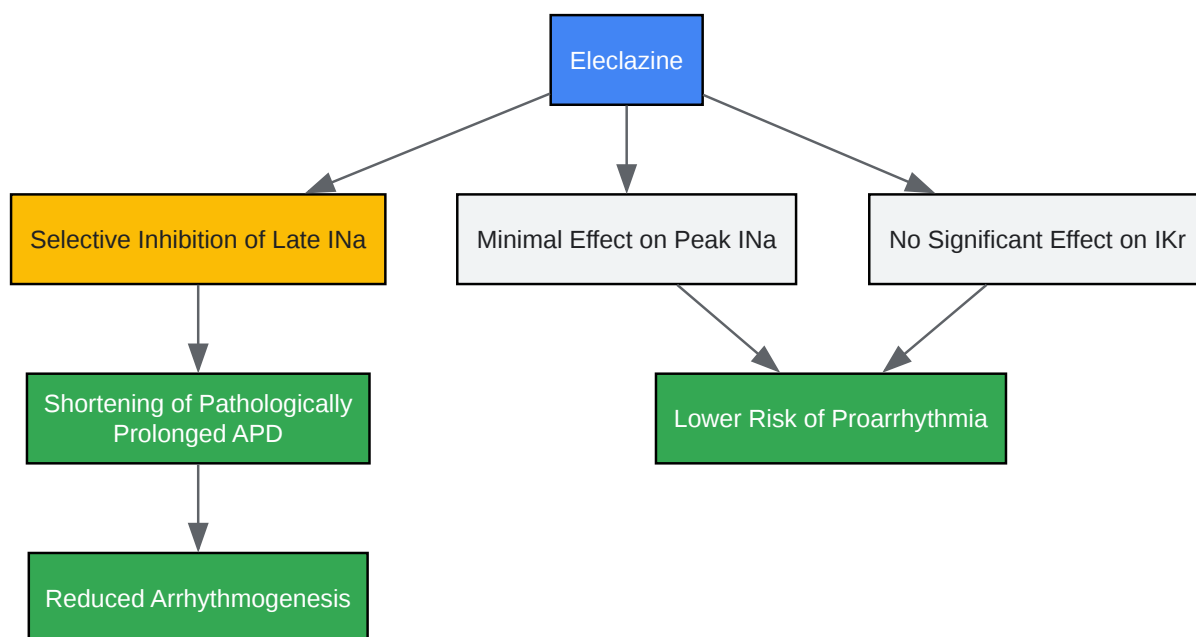 Eleclazine
Selective Inhibition of Late INa
Minimal Effect on Peak INa
No Significant Effect on IKr
Shortening of Pathologically
Prolonged APD
Lower Risk of Proarrhythmia
Reduced Arrhythmogenesis